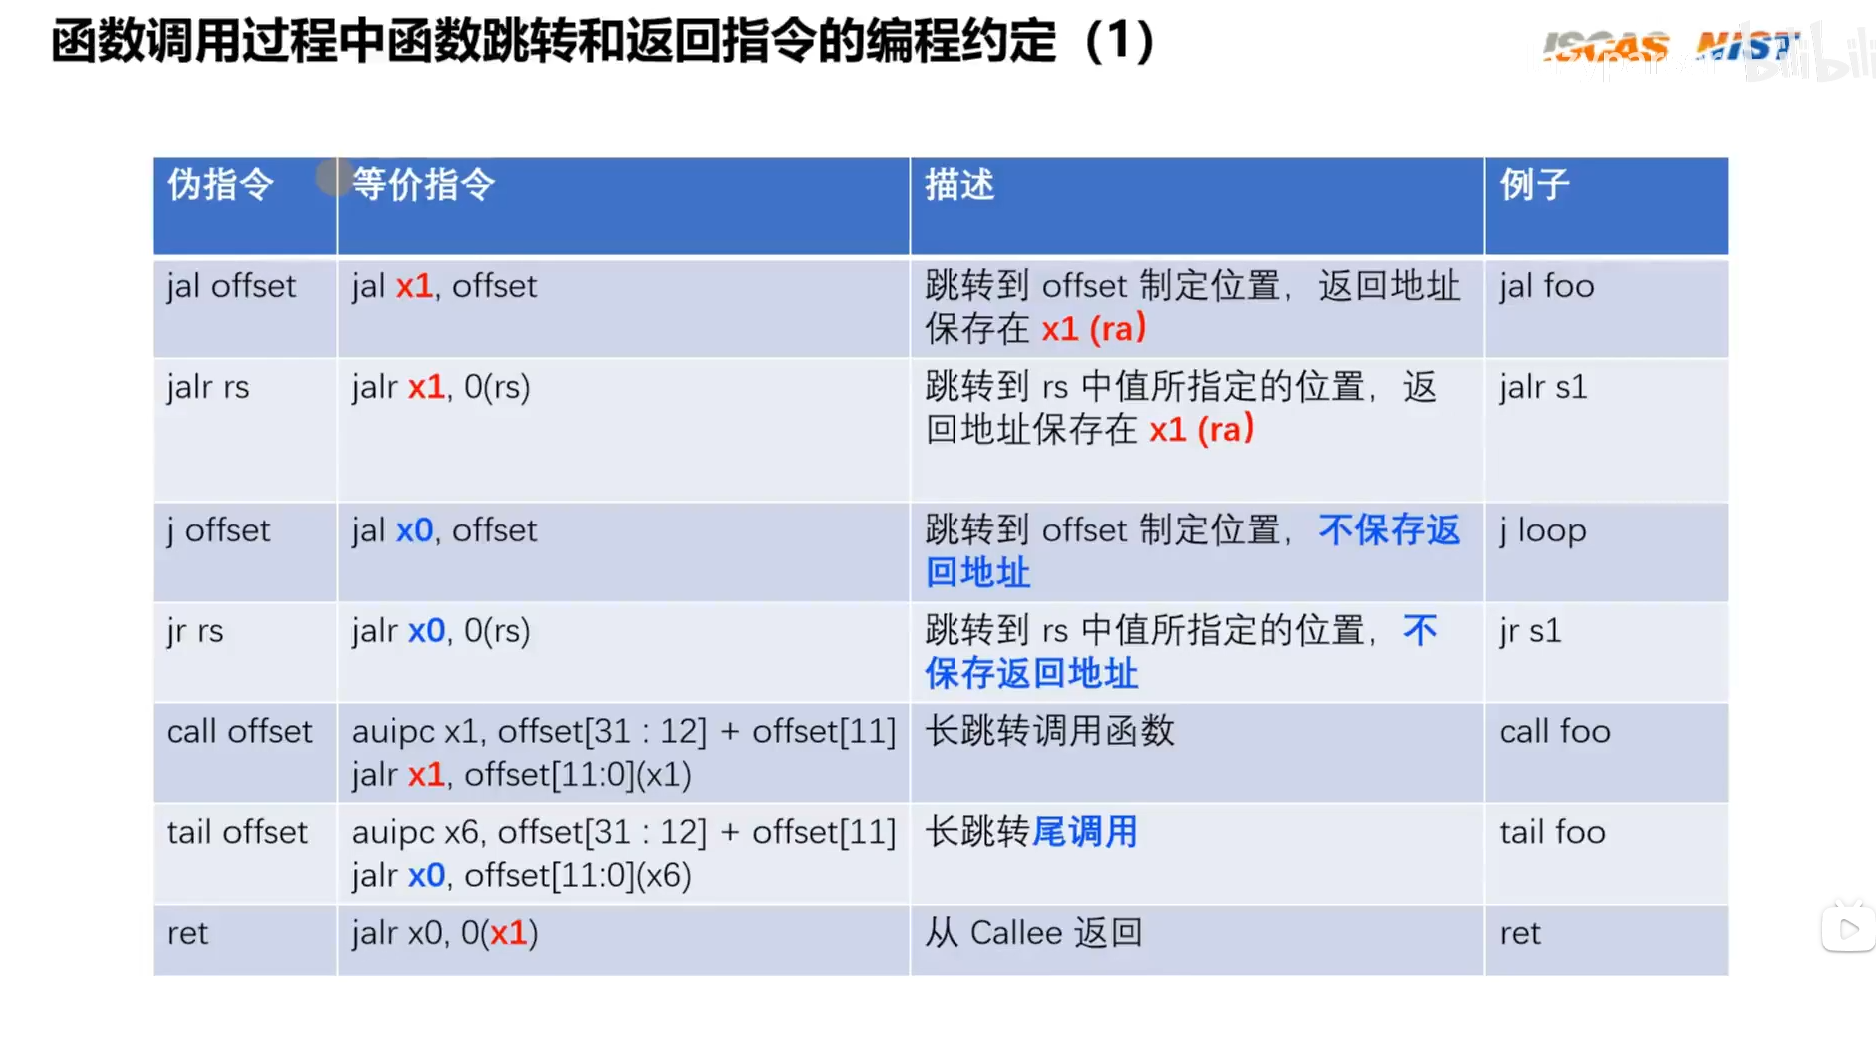 函数调用过程中函数跳转和返回指令的编程约定（1）
ISCAS MIST
bilibili
伪指令
等价指令
描述
例子
jal offset
jal x1, offset
跳转到 offset 制定位置，返回地址
保存在 x1 (ra)
jal foo
jalr rs
jalr x1, 0(rs)
跳转到 rs 中值所指定的位置，返
回地址保存在 x1 (ra)
jalr s1
j offset
jal x0, offset
跳转到 offset 制定位置，不保存返
回地址
j loop
jr rs
jalr x0, 0(rs)
跳转到 rs 中值所指定的位置，不
保存返回地址
jr s1
call offset
auipc x1, offset[31 : 12] + offset[11]
jalr x1, offset[11:0](x1)
长跳转调用函数
call foo
tail offset
auipc x6, offset[31 : 12] + offset[11]
jalr x0, offset[11:0](x6)
长跳转尾调用
tail foo
ret
jalr x0, 0(x1)
从 Callee 返回
ret